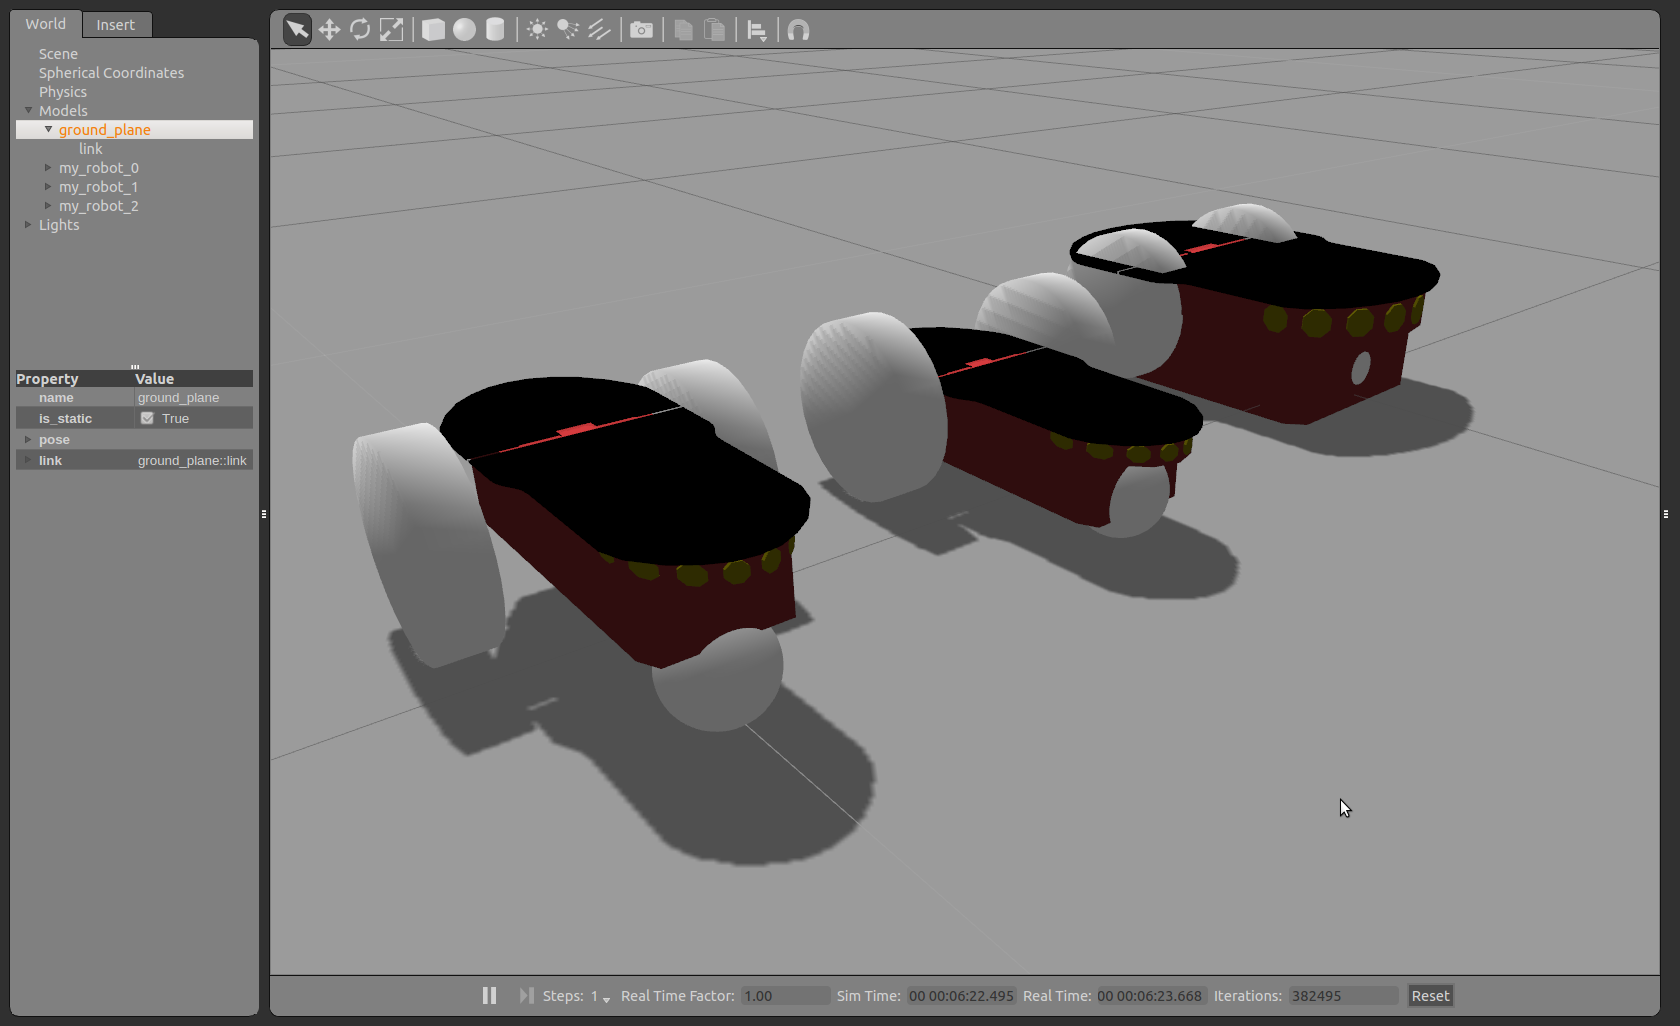 World Insert
Scene
Spherical Coordinates
Physics
Models
ground_plane
link
my_robot_0
my_robot_1
my_robot_2
Lights
Property Value
name ground_plane
is_static True
pose
link ground_plane::link
Steps: 1 Real Time Factor: 1.00 Sim Time: 00 00:06:22.495 Real Time: 00 00:06:23.668 Iterations: 382495 Reset